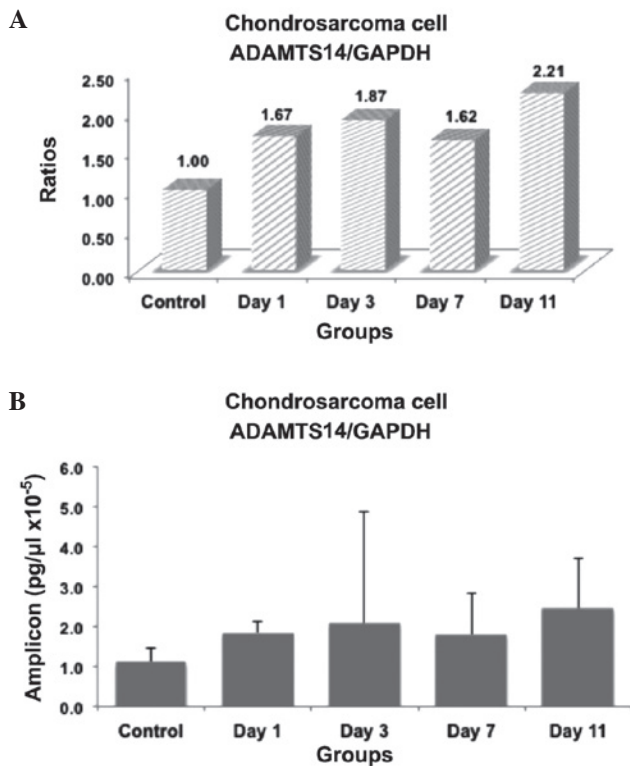 A
Chondrosarcoma cell
ADAMTS14/GAPDH
2.50
2.00
1.50
1.00
0.50
0.00
Ratios
1.00
1.67
1.87
1.62
2.21
Control Day 1 Day 3 Day 7 Day 11
Groups
B
Chondrosarcoma cell
ADAMTS14/GAPDH
6.0
5.0
4.0
3.0
2.0
1.0
0.0
Amplicon (pg/µl x10⁻⁵)
Control Day 1 Day 3 Day 7 Day 11
Groups